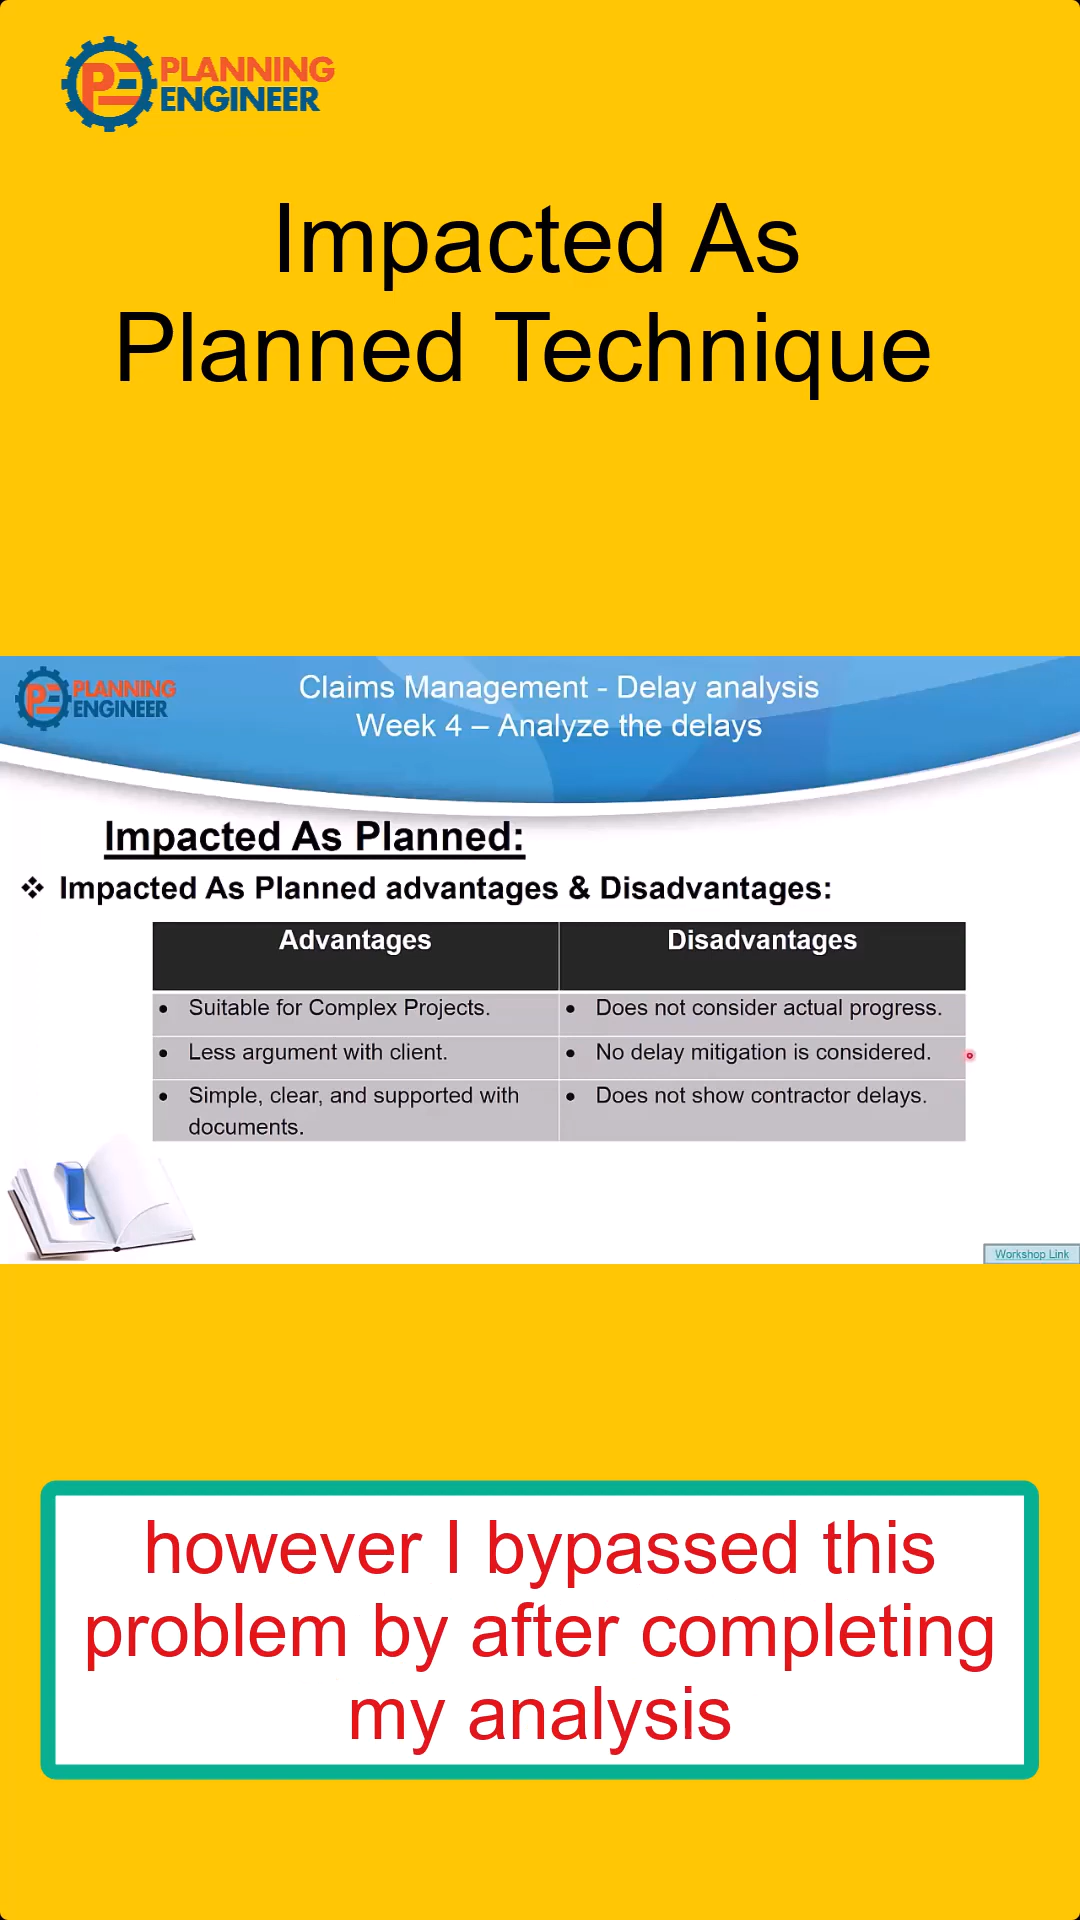 PLANNING
ENGINEER
Impacted As
Planned Technique
PLANNING
ENGINEER
Claims Management - Delay analysis
Week 4 – Analyze the delays
Impacted As Planned:
❖ Impacted As Planned advantages & Disadvantages:
Advantages
Disadvantages
• Suitable for Complex Projects.
• Does not consider actual progress.
• Less argument with client.
• No delay mitigation is considered.
• Simple, clear, and supported with
documents.
• Does not show contractor delays.
Workshop Link
however I bypassed this
problem by after completing
my analysis